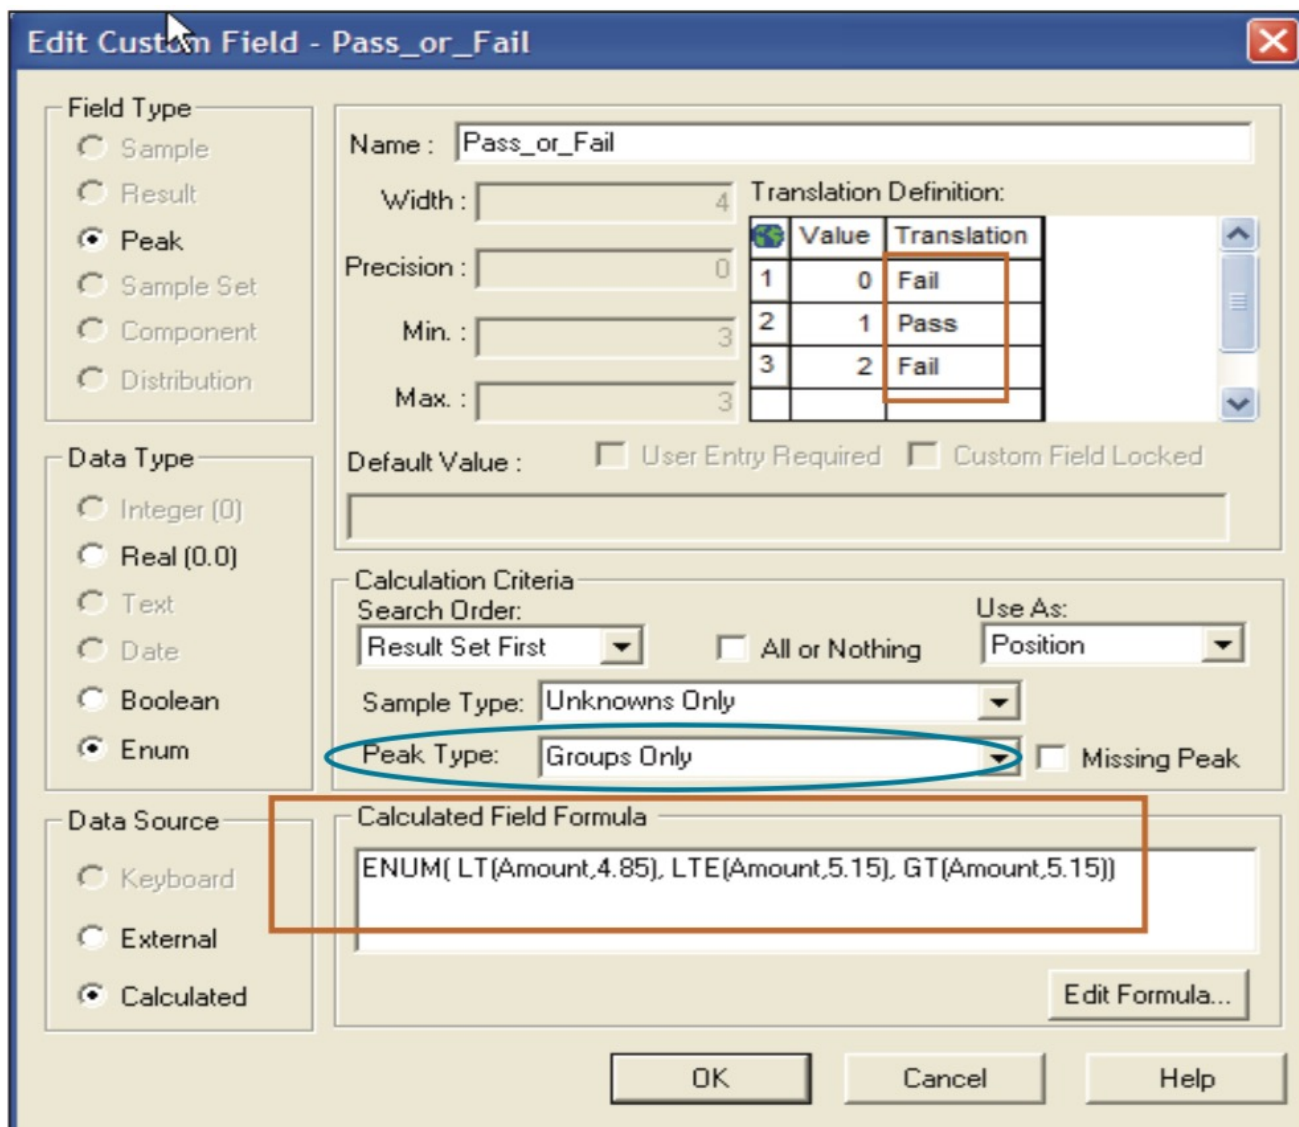 Edit Custom Field - Pass_or_Fail
Field Type
Sample
Result
Peak
Sample Set
Component
Distribution
Name : Pass_or_Fail
Width : 4
Precision : 0
Min. : 3
Max. : 3
Translation Definition:
Value Translation
1 0 Fail
2 1 Pass
3 2 Fail
Default Value : User Entry Required Custom Field Locked
Data Type
Integer (0)
Real (0.0)
Text
Date
Boolean
Enum
Calculation Criteria
Search Order: Use As:
Result Set First All or Nothing Position
Sample Type: Unknowns Only
Peak Type: Groups Only Missing Peak
Data Source
Keyboard
External
Calculated
Calculated Field Formula
ENUM( LT(Amount,4.85), LTE(Amount,5.15), GT(Amount,5.15))
Edit Formula...
OK Cancel Help